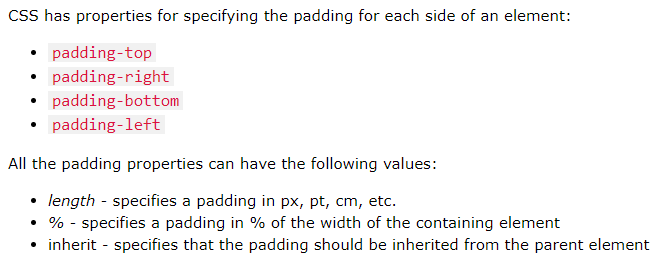 CSS has properties for specifying the padding for each side of an element:
• padding-top
• padding-right
• padding-bottom
• padding-left
All the padding properties can have the following values:
• length - specifies a padding in px, pt, cm, etc.
• % - specifies a padding in % of the width of the containing element
• inherit - specifies that the padding should be inherited from the parent element